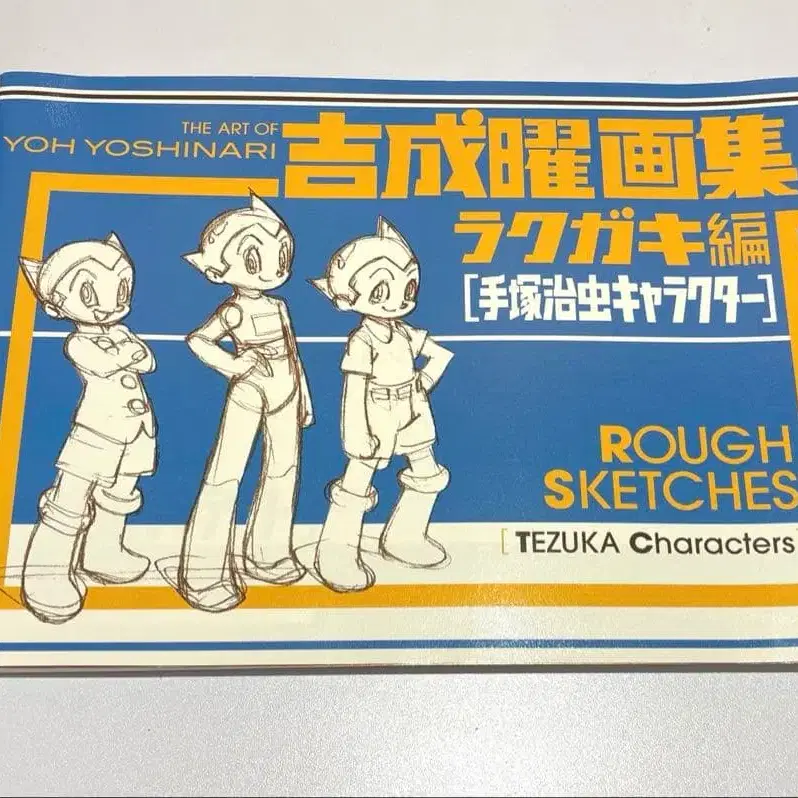 THE ART OF
YOH YOSHINARI
吉成曜画集
ラクガキ編
[手塚治虫キャラクター]
ROUGH
SKETCHES
[TEZUKA Characters]